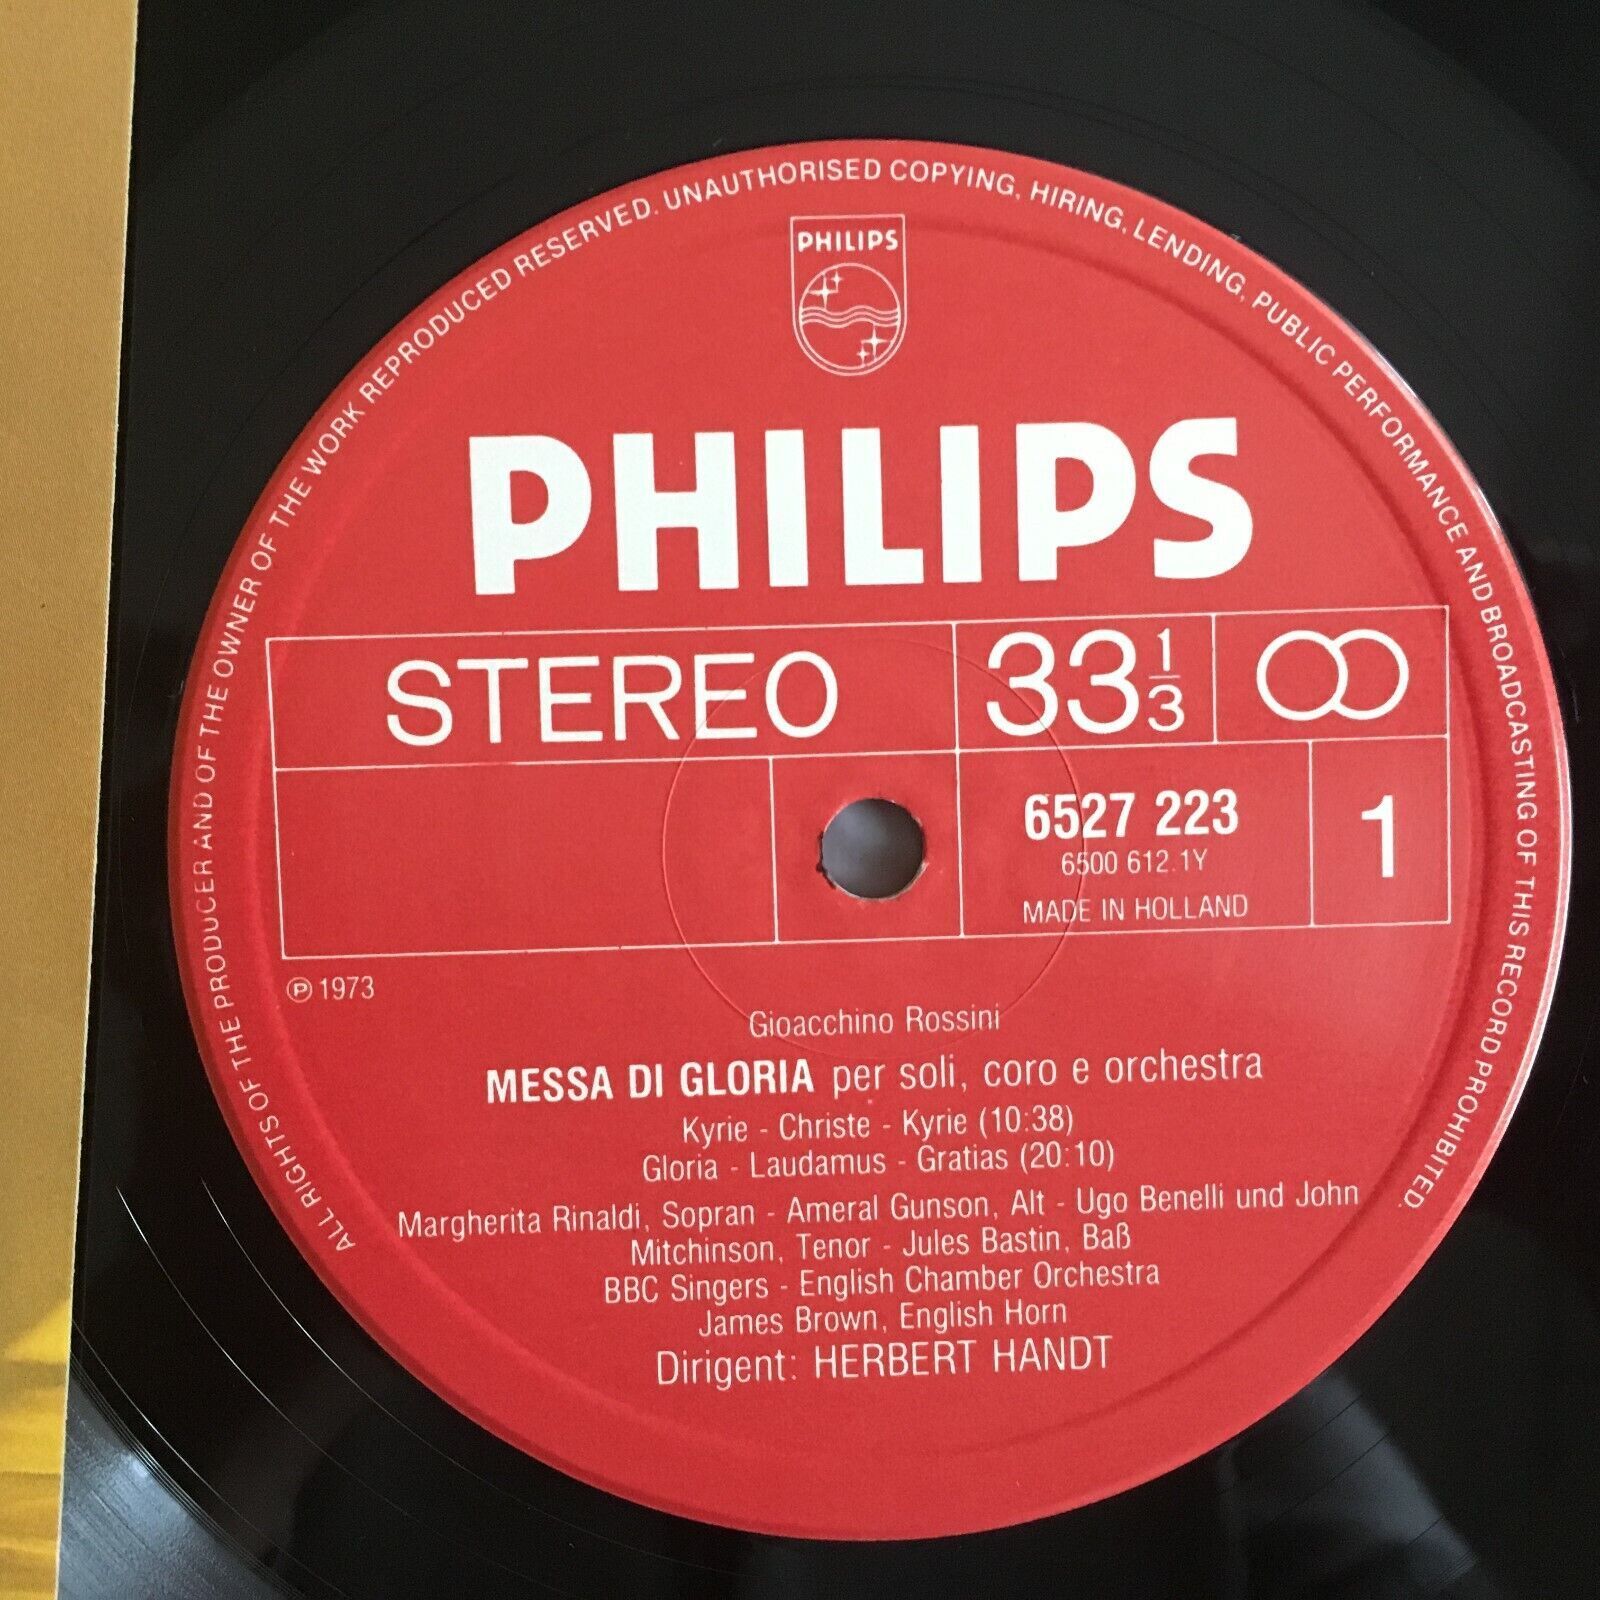 ALL RIGHTS OF THE PRODUCER AND OF THE OWNER OF THE WORK REPRODUCED RESERVED. UNAUTHORISED COPYING, HIRING, LENDING, PUBLIC PERFORMANCE AND BROADCASTING OF THIS RECORD PROHIBITED.
PHILIPS
PHILIPS
STEREO 33 1/3
6527 223 1
6500 612.1Y
MADE IN HOLLAND
Ⓟ 1973
Gioacchino Rossini
MESSA DI GLORIA per soli, coro e orchestra
Kyrie - Christe - Kyrie (10:38)
Gloria - Laudamus - Gratias (20:10)
Margherita Rinaldi, Sopran - Ameral Gunson, Alt - Ugo Benelli und John
Mitchinson, Tenor - Jules Bastin, Baß
BBC Singers - English Chamber Orchestra
James Brown, English Horn
Dirigent: HERBERT HANDT